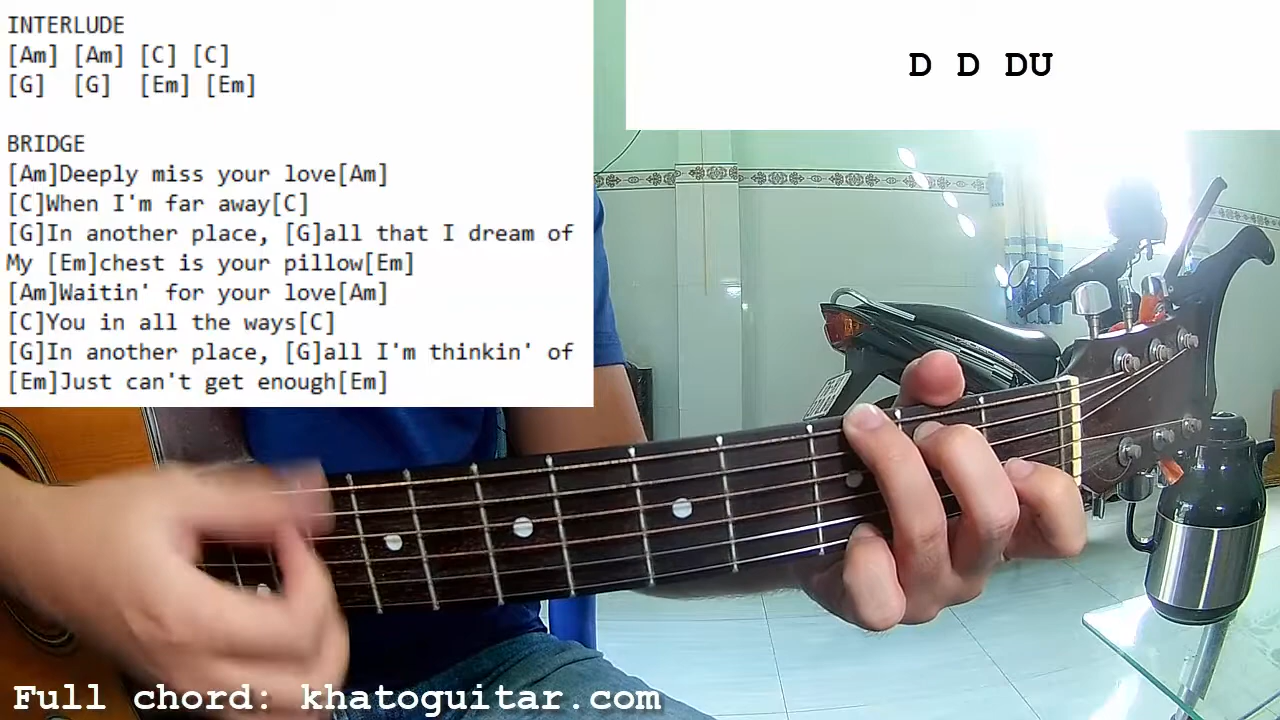 INTERLUDE
[Am] [Am] [C] [C]
[G] [G] [Em] [Em]
BRIDGE
[Am]Deeply miss your love[Am]
[C]When I'm far away[C]
[G]In another place, [G]all that I dream of
My [Em]chest is your pillow[Em]
[Am]Waitin' for your love[Am]
[C]You in all the ways[C]
[G]In another place, [G]all I'm thinkin' of
[Em]Just can't get enough[Em]
D D DU
Full chord: khatoguitar.com